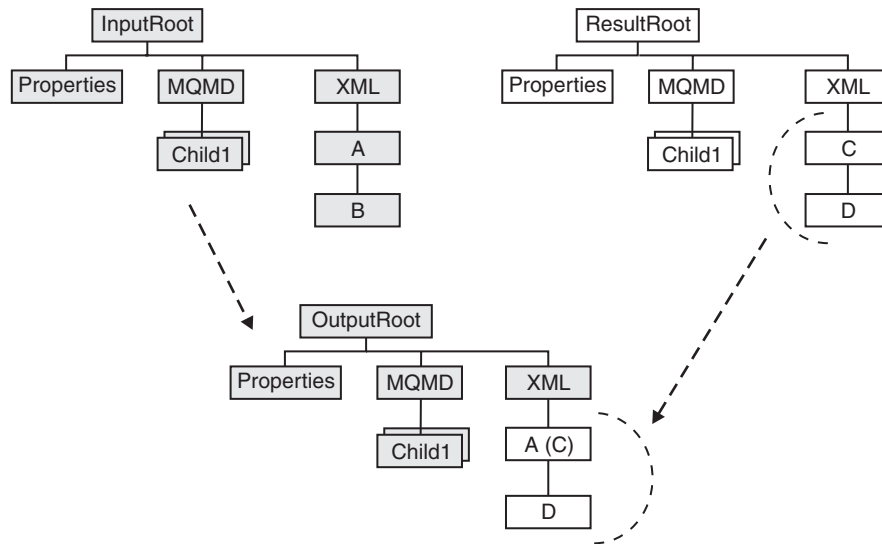 InputRoot
Properties
MQMD
XML
Child1
A
B
ResultRoot
Properties
MQMD
XML
Child1
C
D
OutputRoot
Properties
MQMD
XML
Child1
A (C)
D